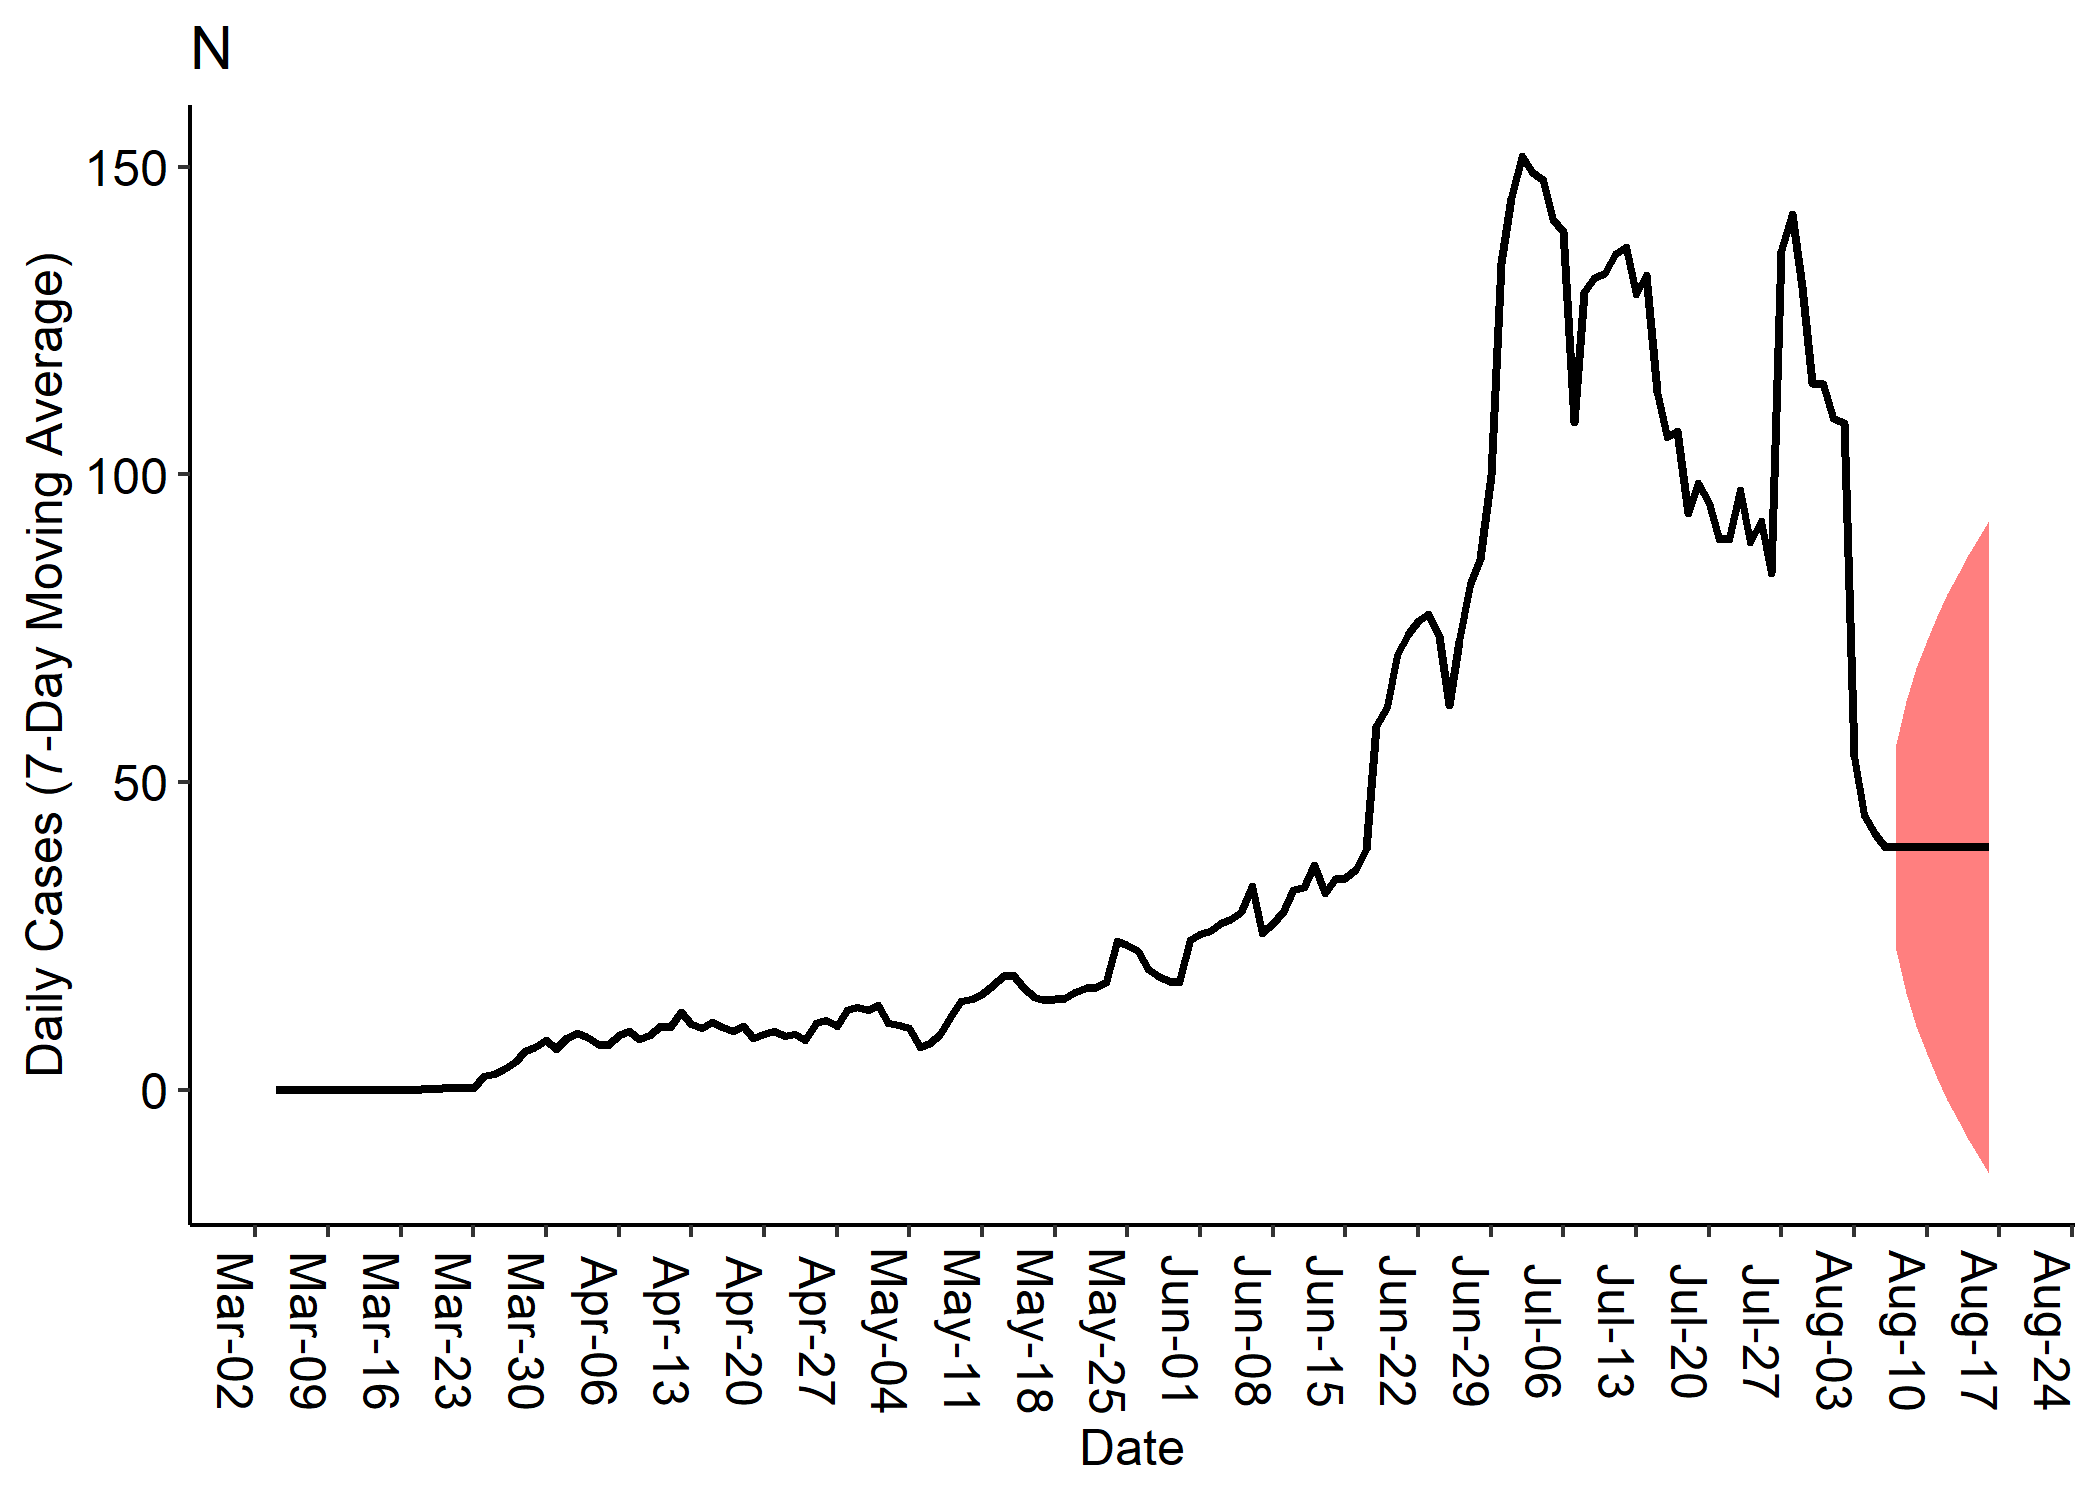 N
Daily Cases (7-Day Moving Average)
150
100
50
0
Mar-02
Mar-09
Mar-16
Mar-23
Mar-30
Apr-06
Apr-13
Apr-20
Apr-27
May-04
May-11
May-18
May-25
Jun-01
Jun-08
Jun-15
Jun-22
Jun-29
Jul-06
Jul-13
Jul-20
Jul-27
Aug-03
Aug-10
Aug-17
Aug-24
Date